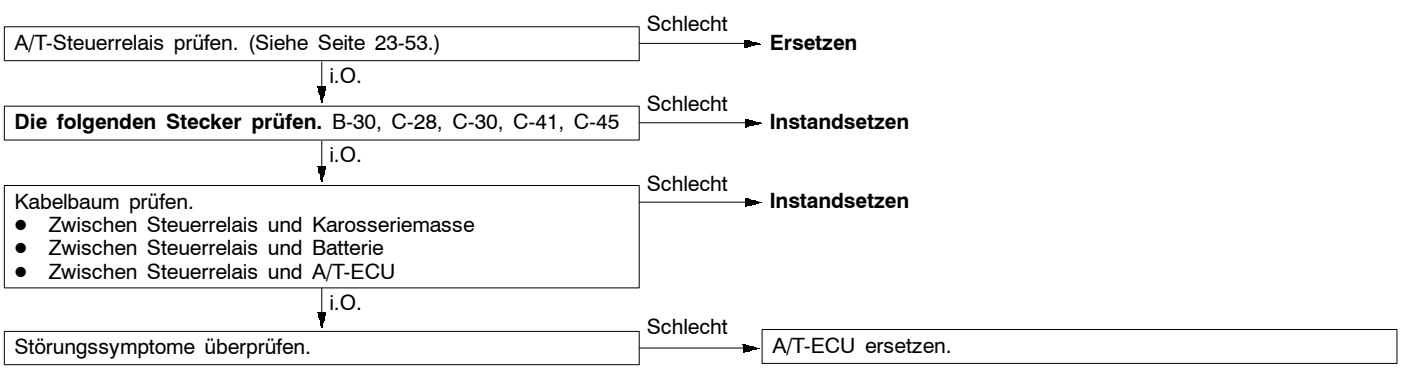 Schlecht
A/T-Steuerrelais prüfen. (Siehe Seite 23-53.)
Ersetzen
i.O.
Schlecht
Die folgenden Stecker prüfen. B-30, C-28, C-30, C-41, C-45
Instandsetzen
i.O.
Schlecht
Kabelbaum prüfen.
Instandsetzen
● Zwischen Steuerrelais und Karosseriemasse
● Zwischen Steuerrelais und Batterie
● Zwischen Steuerrelais und A/T-ECU
i.O.
Schlecht
Störungssymptome überprüfen.
A/T-ECU ersetzen.